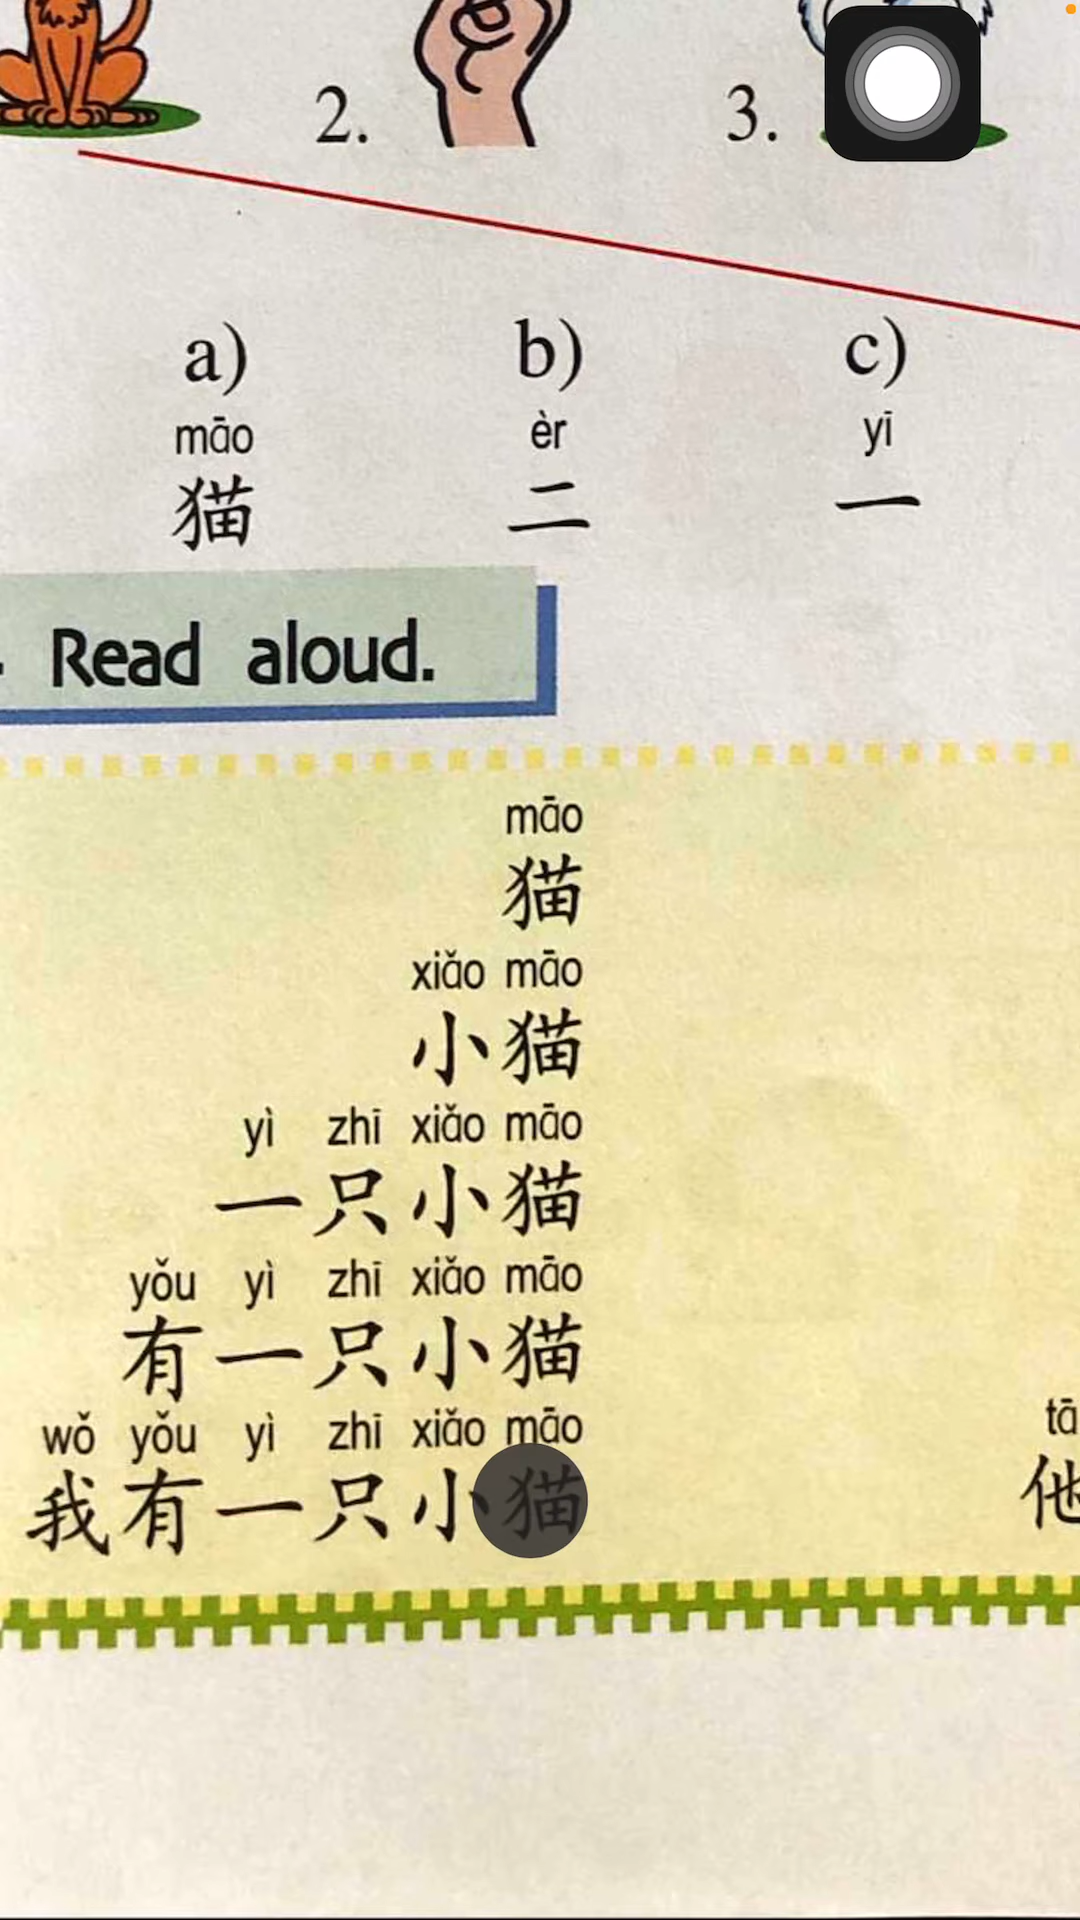 2.
3.
a) b) c)
māo èr yī
猫 二 一
Read aloud.
māo
猫
xiǎo māo
小猫
yì zhī xiǎo māo
一只小猫
yǒu yì zhī xiǎo māo
有一只小猫
wǒ yǒu yì zhī xiǎo māo
我有一只小猫
tā
他